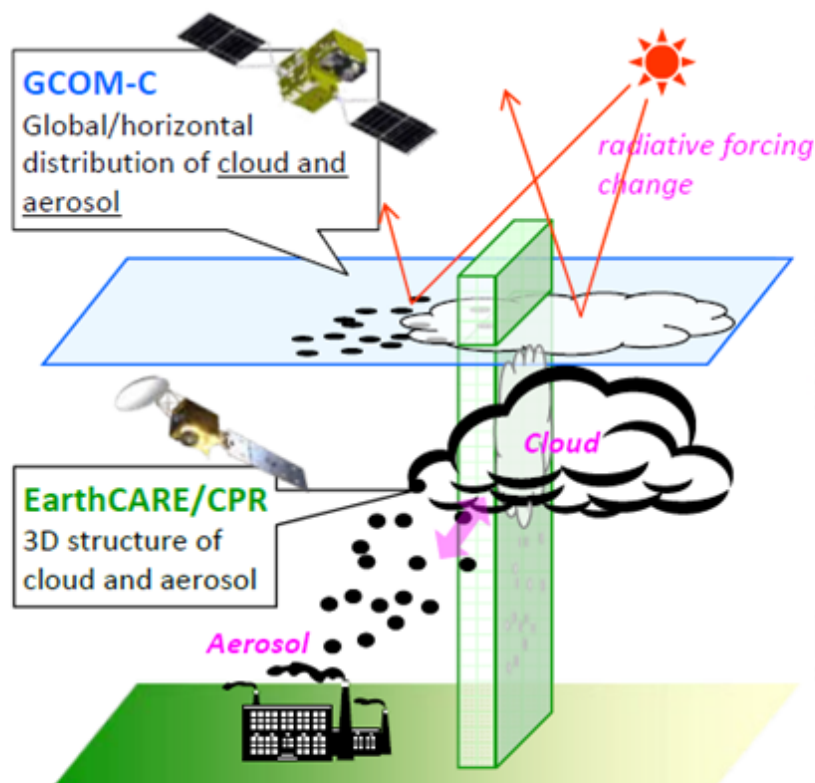 GCOM-C
Global/horizontal
distribution of cloud and
aerosol
radiative forcing
change
Cloud
EarthCARE/CPR
3D structure of
cloud and aerosol
Aerosol